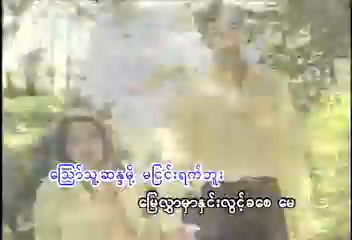 ဪသူ့ဆန္ဒမို့ မငြင်းရက်ဘူး
မြေလွှာမှာနှင်းလွင့်ခစေ မေ